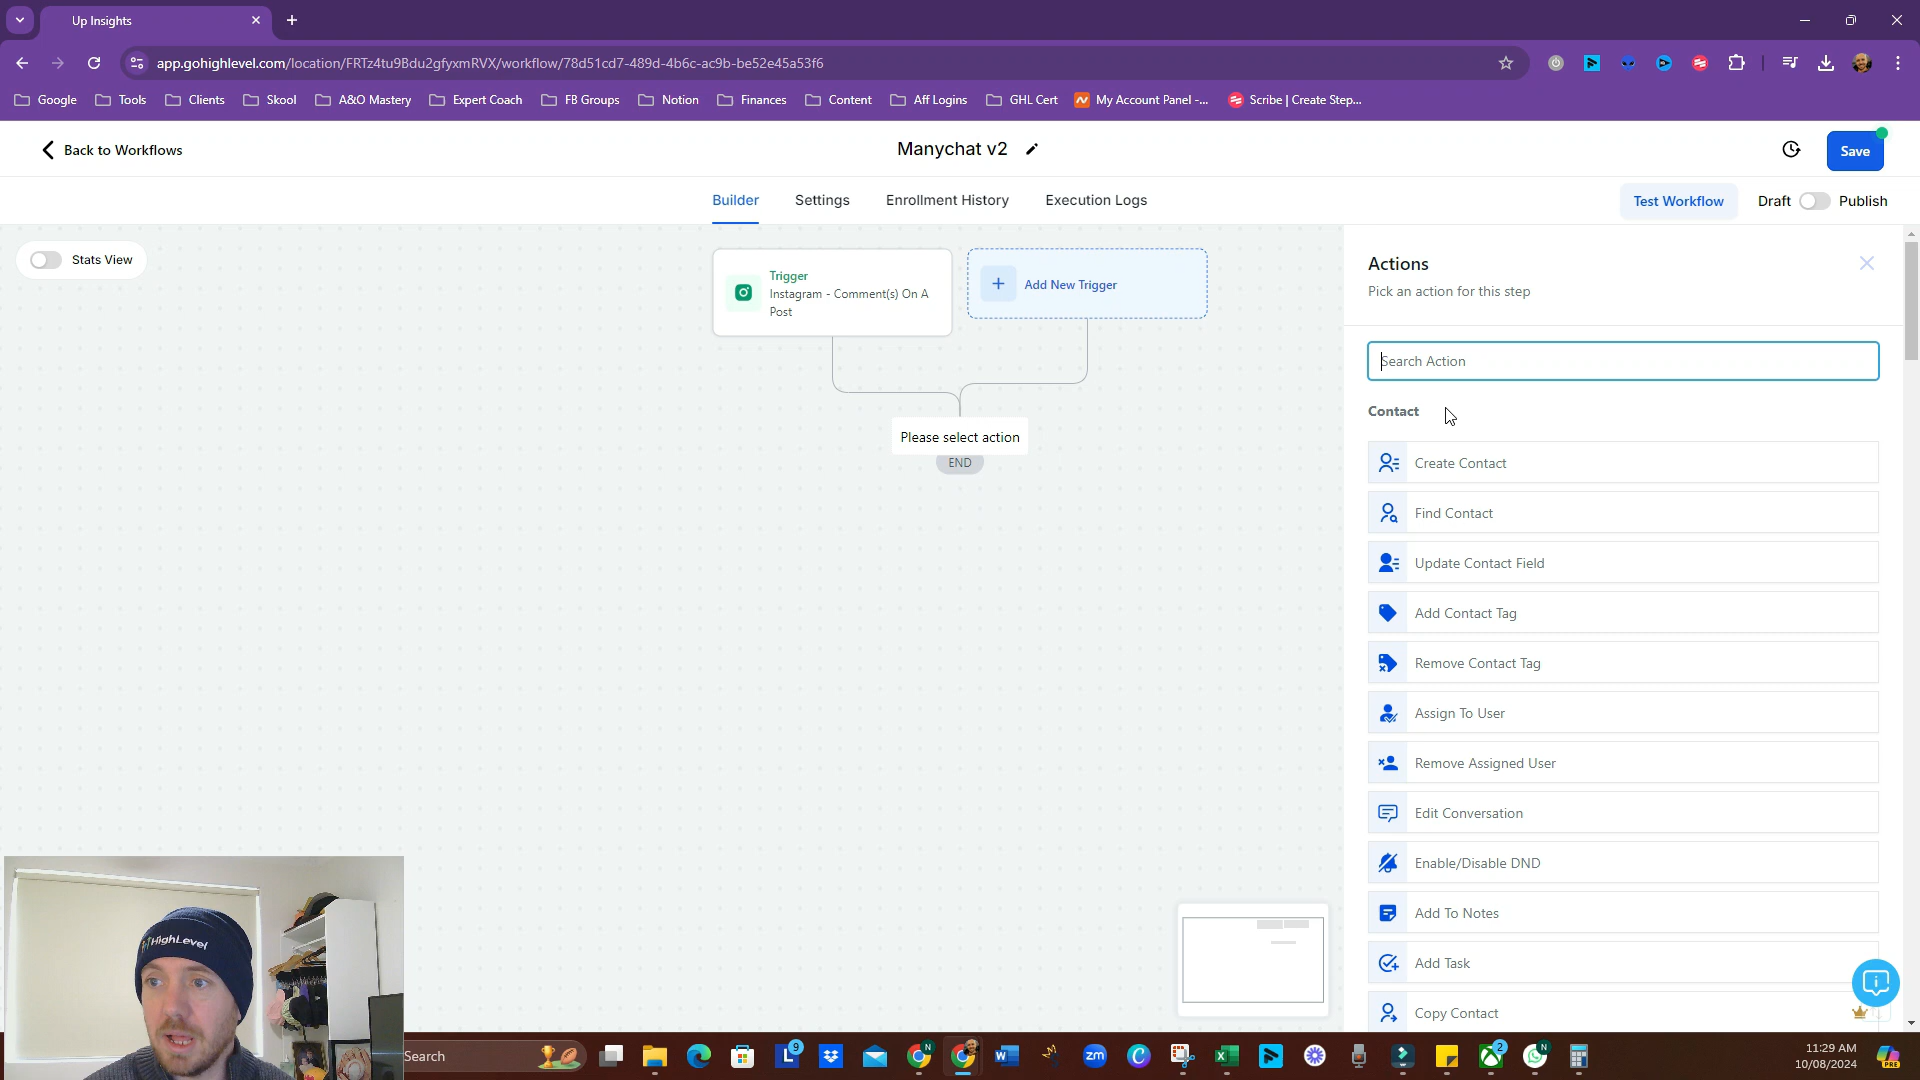 Up Insights
app.gohighlevel.com/location/FRTz4tu9Bdu2gfyxmRVX/workflow/78d51cd7-489d-4b6c-ac9b-be52e45a53f6
Google
Tools
Clients
Skool
A&O Mastery
Expert Coach
FB Groups
Notion
Finances
Content
Aff Logins
GHL Cert
My Account Panel -...
Scribe | Create Step...
Back to Workflows
Manychat v2
Save
Builder
Settings
Enrollment History
Execution Logs
Test Workflow
Draft
Publish
Stats View
Trigger
Instagram - Comment(s) On A
Post
Add New Trigger
Please select action
END
Actions
Pick an action for this step
Search Action
Contact
Create Contact
Find Contact
Update Contact Field
Add Contact Tag
Remove Contact Tag
Assign To User
Remove Assigned User
Edit Conversation
Enable/Disable DND
Add To Notes
Add Task
Copy Contact
HighLevel
Search
9
N
zm
N
2
11:29 AM
10/08/2024
PRE